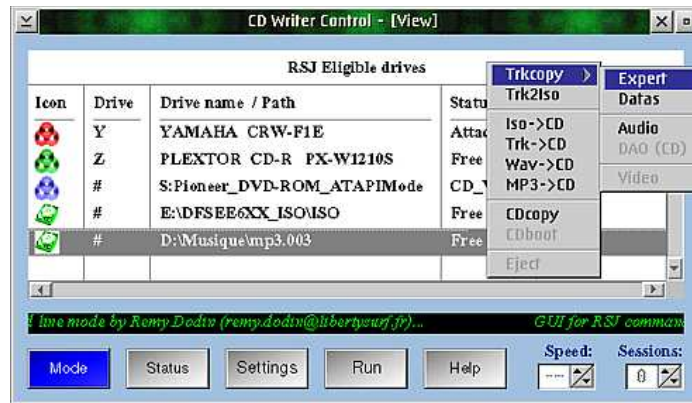 CD Writer Control - [View]
RSJ Eligible drives
Icon Drive Drive name / Path Statu
Y YAMAHA CRW-F1E Attac
Z PLEXTOR CD-R PX-W1210S Free
# S:Pioneer_DVD-ROM_ATAPIMode CD_
# E:\DFSEE6XX_ISO\ISO Free
# D:\Musique\mp3.003 Free
Trkcopy
Trk2Iso
Iso->CD
Trk->CD
Wav->CD
MP3->CD
CDcopy
CDboot
Eject
Expert
Datas
Audio
DAO (CD)
Video
line mode by Remy Dodin (remy.dodin@libertysurf.fr)... GUI for RSJ comman
Mode Status Settings Run Help
Speed: Sessions:
--- 0